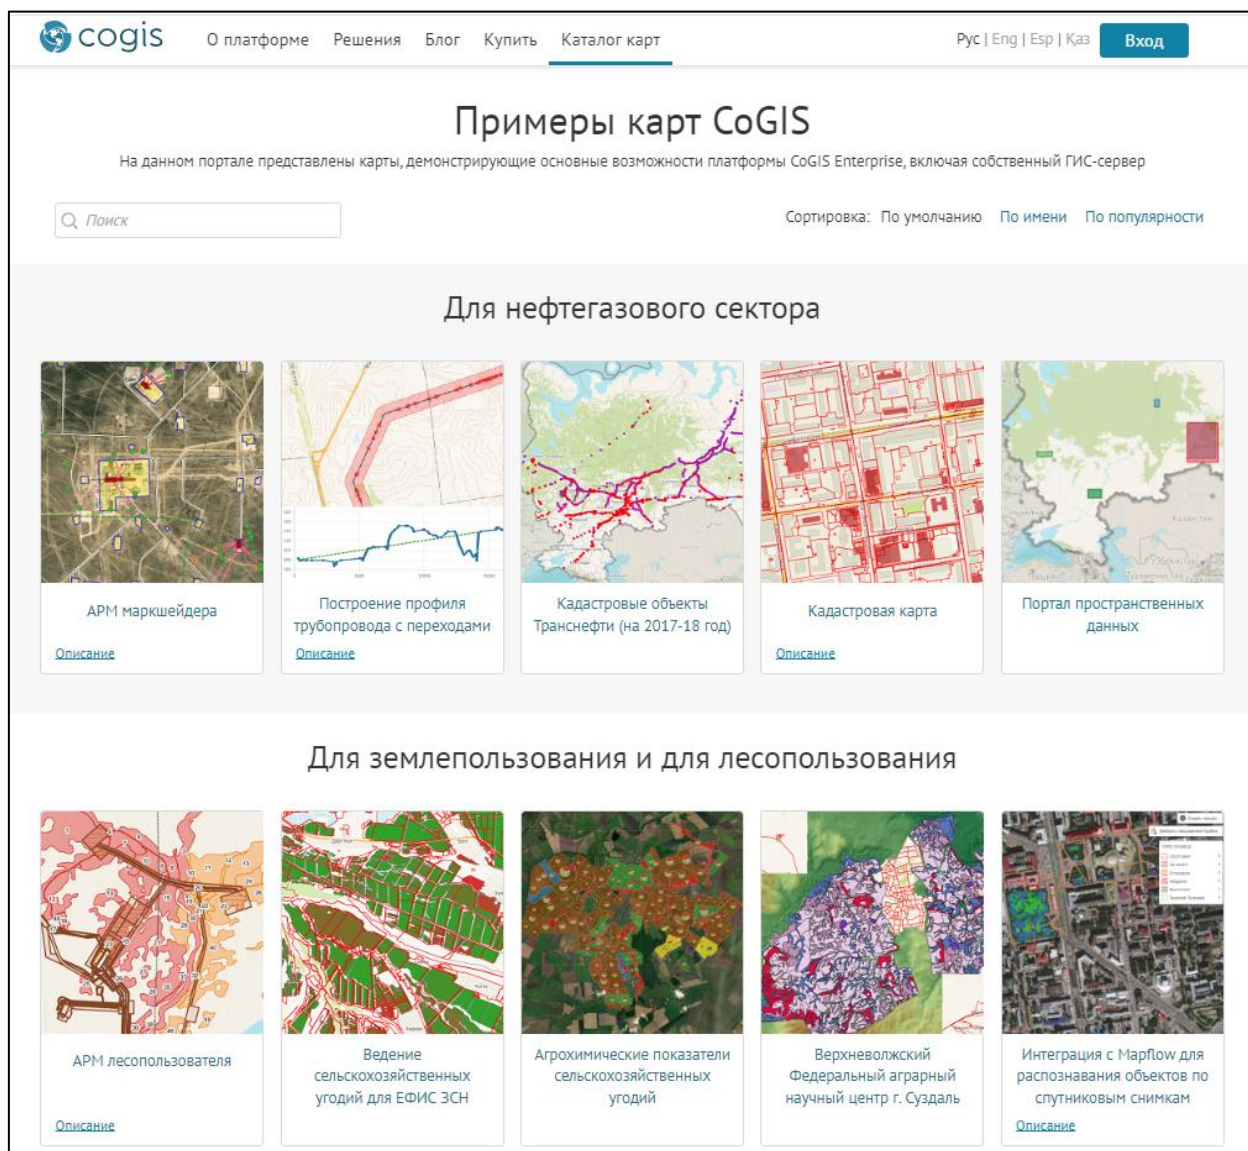 cogis
О платформе Решения Блог Купить Каталог карт
Рус | Eng | Esp | Қаз Вход
Примеры карт CoGIS
На данном портале представлены карты, демонстрирующие основные возможности платформы CoGIS Enterprise, включая собственный ГИС-сервер
Поиск
Сортировка: По умолчанию По имени По популярности
Для нефтегазового сектора
АРМ маркшейдера
Описание
Построение профиля
трубопровода с переходами
Описание
Кадастровые объекты
Транснефти (на 2017-18 год)
Кадастровая карта
Описание
Казахстан
Портал пространственных
данных
Для землепользования и для лесопользования
АРМ лесопользователя
Описание
Ведение
сельскохозяйственных
угодий для ЕФИС ЗСН
Агрохимические показатели
сельскохозяйственных
угодий
Верхневолжский
Федеральный аграрный
научный центр г. Суздаль
Интеграция с Mapflow для
распознавания объектов по
спутниковым снимкам
Описание